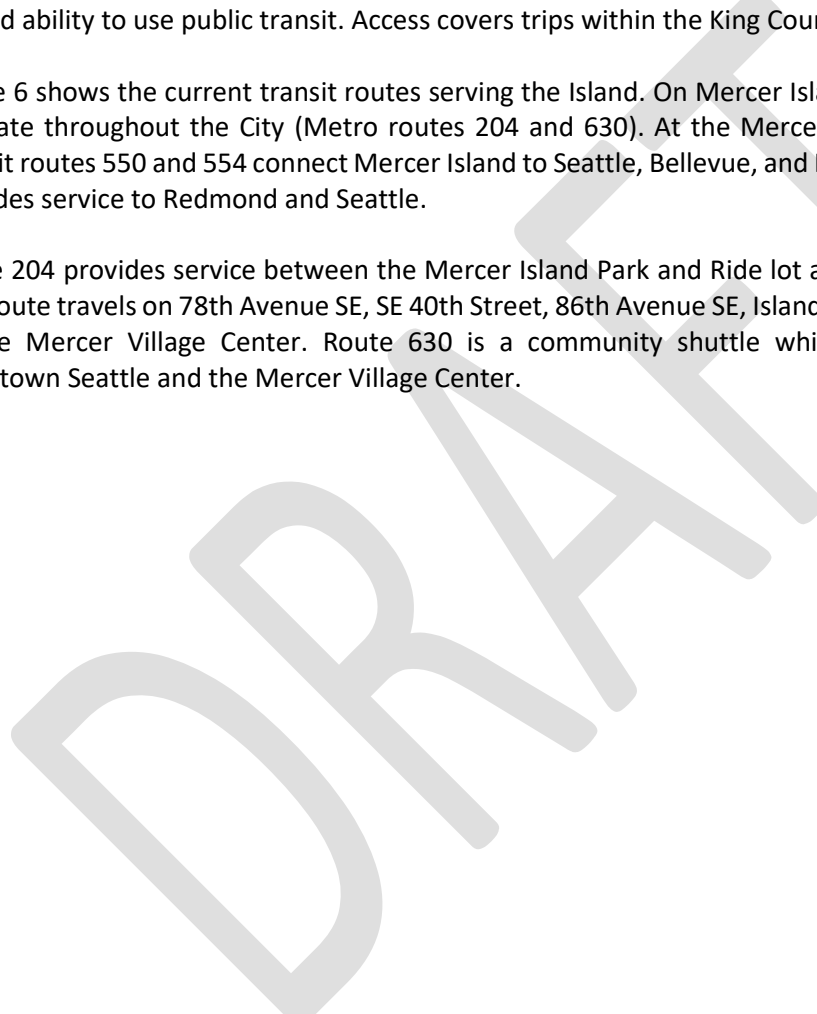 d ability to use public transit. Access covers trips within the King Coun
e 6 shows the current transit routes serving the Island. On Mercer Isla
ate throughout the City (Metro routes 204 and 630). At the Merce
it routes 550 and 554 connect Mercer Island to Seattle, Bellevue, and
des service to Redmond and Seattle.
e 204 provides service between the Mercer Island Park and Ride lot a
oute travels on 78th Avenue SE, SE 40th Street, 86th Avenue SE, Island
e Mercer Village Center. Route 630 is a community shuttle whi
town Seattle and the Mercer Village Center.
DRAFT